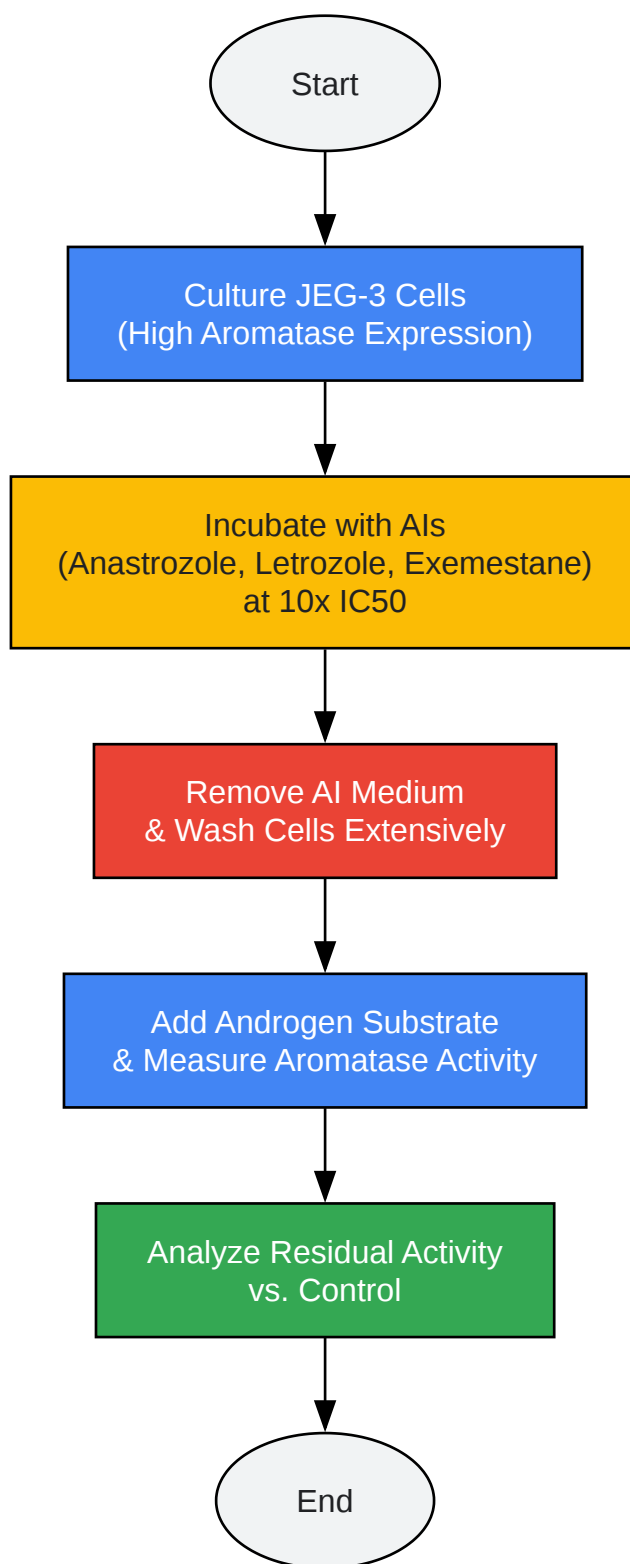 Start
Culture JEG-3 Cells
(High Aromatase Expression)
Incubate with AIs
(Anastrozole, Letrozole, Exemestane)
at 10x IC50
Remove AI Medium
& Wash Cells Extensively
Add Androgen Substrate
& Measure Aromatase Activity
Analyze Residual Activity
vs. Control
End